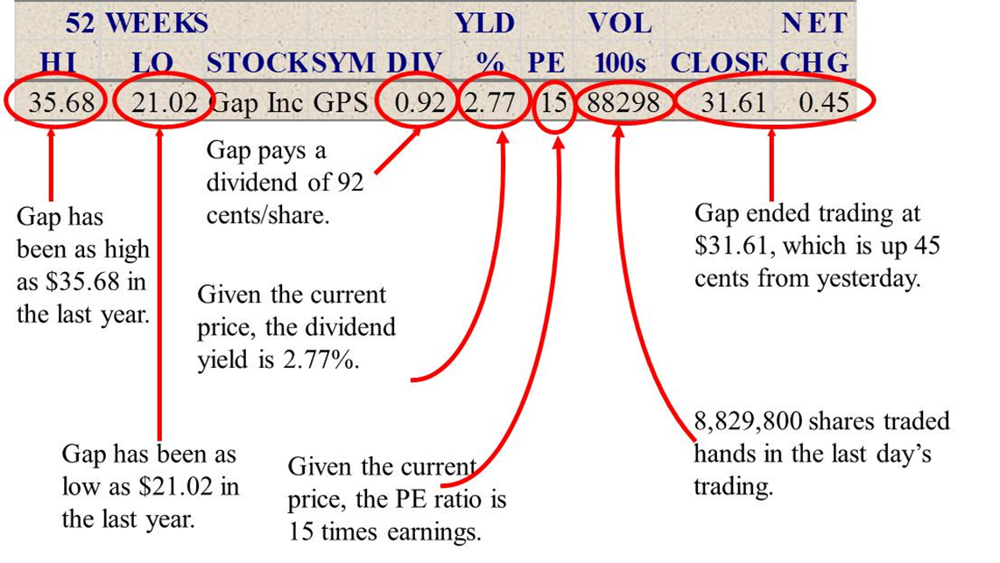 52 WEEKS YLD VOL NET
HI LO STOCK SYM DIV % PE 100s CLOSE CHG
35.68 21.02 Gap Inc GPS 0.92 2.77 15 88298 31.61 0.45
Gap pays a
dividend of 92
cents/share.
Gap has
been as high
as $35.68 in
the last year.
Gap ended trading at
$31.61, which is up 45
cents from yesterday.
Given the current
price, the dividend
yield is 2.77%.
Gap has been as
low as $21.02 in
the last year.
Given the current
price, the PE ratio is
15 times earnings.
8,829,800 shares traded
hands in the last day’s
trading.